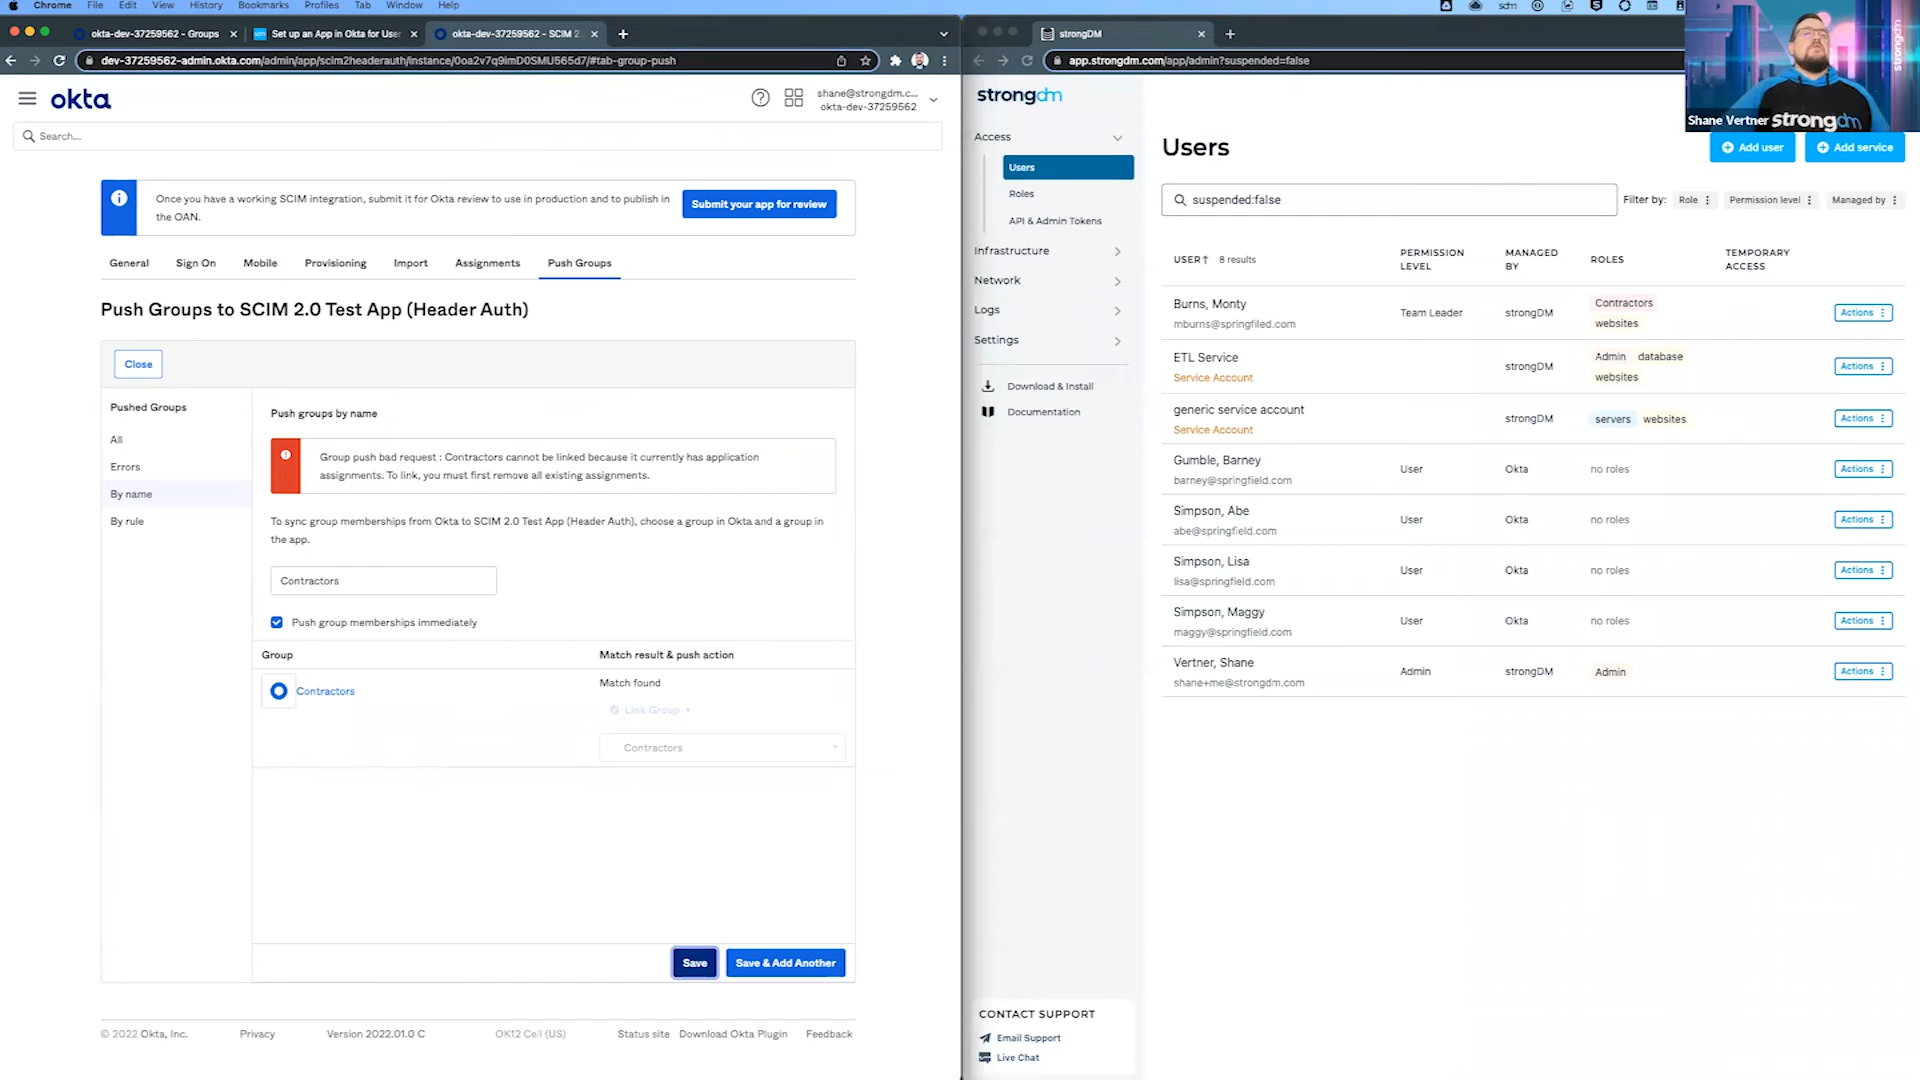 Chrome File Edit View History Bookmarks Profiles Tab Window Help
sdm
okta-dev-37259562 - Groups
Set up an App in Okta for User
okta-dev-37259562 - SCIM 2.
dev-37259562-admin.okta.com/admin/app/scim2headerauth/instance/0oa2v7q9imD0SMU565d7/#tab-group-push
okta
shane@strongdm.c...
okta-dev-37259562
Search...
Once you have a working SCIM integration, submit it for Okta review to use in production and to publish in
the OAN.
Submit your app for review
General Sign On Mobile Provisioning Import Assignments Push Groups
Push Groups to SCIM 2.0 Test App (Header Auth)
Close
Pushed Groups
All
Errors
By name
By rule
Push groups by name
Group push bad request : Contractors cannot be linked because it currently has application
assignments. To link, you must first remove all existing assignments.
To sync group memberships from Okta to SCIM 2.0 Test App (Header Auth), choose a group in Okta and a group in
the app.
Contractors
Push group memberships immediately
Group Match result & push action
Contractors
Match found
Link Group
Contractors
Save Save & Add Another
© 2022 Okta, Inc. Privacy Version 2022.01.0 C OK12 Cell (US) Status site Download Okta Plugin Feedback
strongDM
app.strongdm.com/app/admin?suspended=false
strongdm
Access
Users
Roles
API & Admin Tokens
Infrastructure
Network
Logs
Settings
Download & Install
Documentation
CONTACT SUPPORT
Email Support
Live Chat
Shane Vertner
strongdm
strongdm
Users
Add user Add service
suspended:false
Filter by: Role Permission level Managed by
USER↑ 8 results PERMISSION LEVEL MANAGED BY ROLES TEMPORARY ACCESS
Burns, Monty
mburns@springfiled.com
Team Leader strongDM Contractors websites Actions
ETL Service
Service Account
strongDM Admin database websites Actions
generic service account
Service Account
strongDM servers websites Actions
Gumble, Barney
barney@springfield.com
User Okta no roles Actions
Simpson, Abe
abe@springfield.com
User Okta no roles Actions
Simpson, Lisa
lisa@springfield.com
User Okta no roles Actions
Simpson, Maggy
maggy@springfield.com
User Okta no roles Actions
Vertner, Shane
shane+me@strongdm.com
Admin strongDM Admin Actions